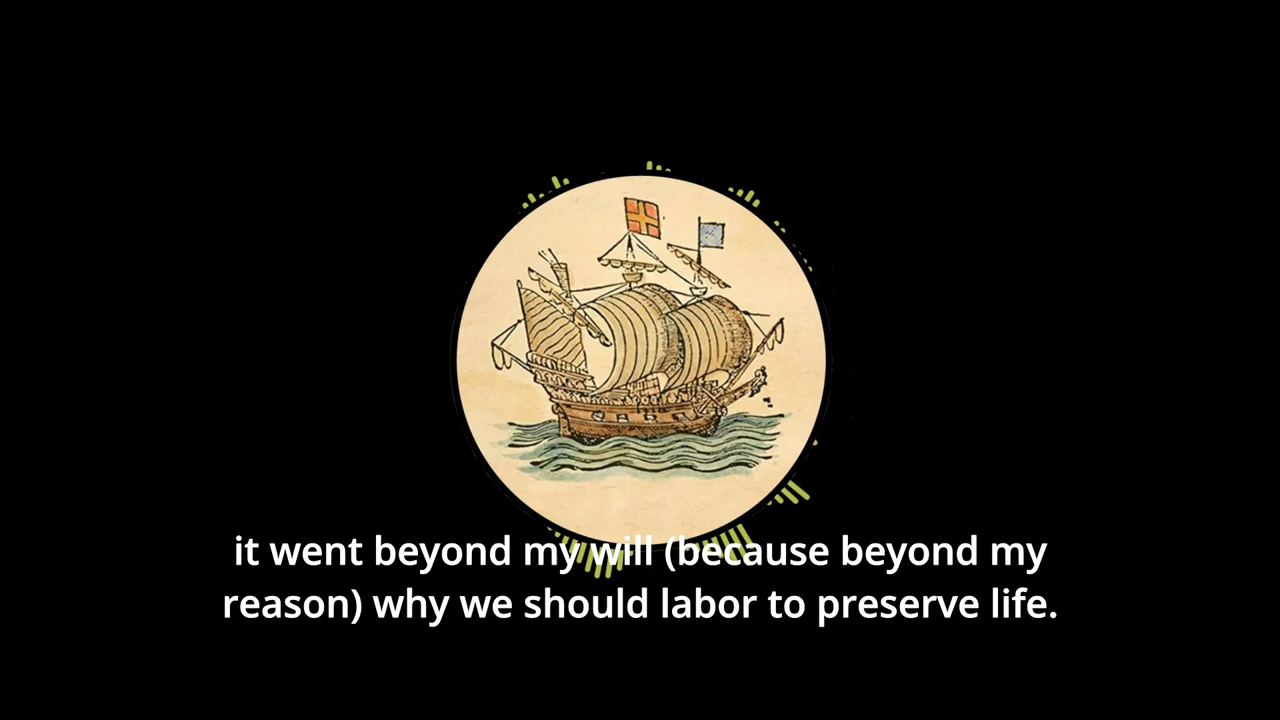 it went beyond my will (because beyond my
reason) why we should labor to preserve life.